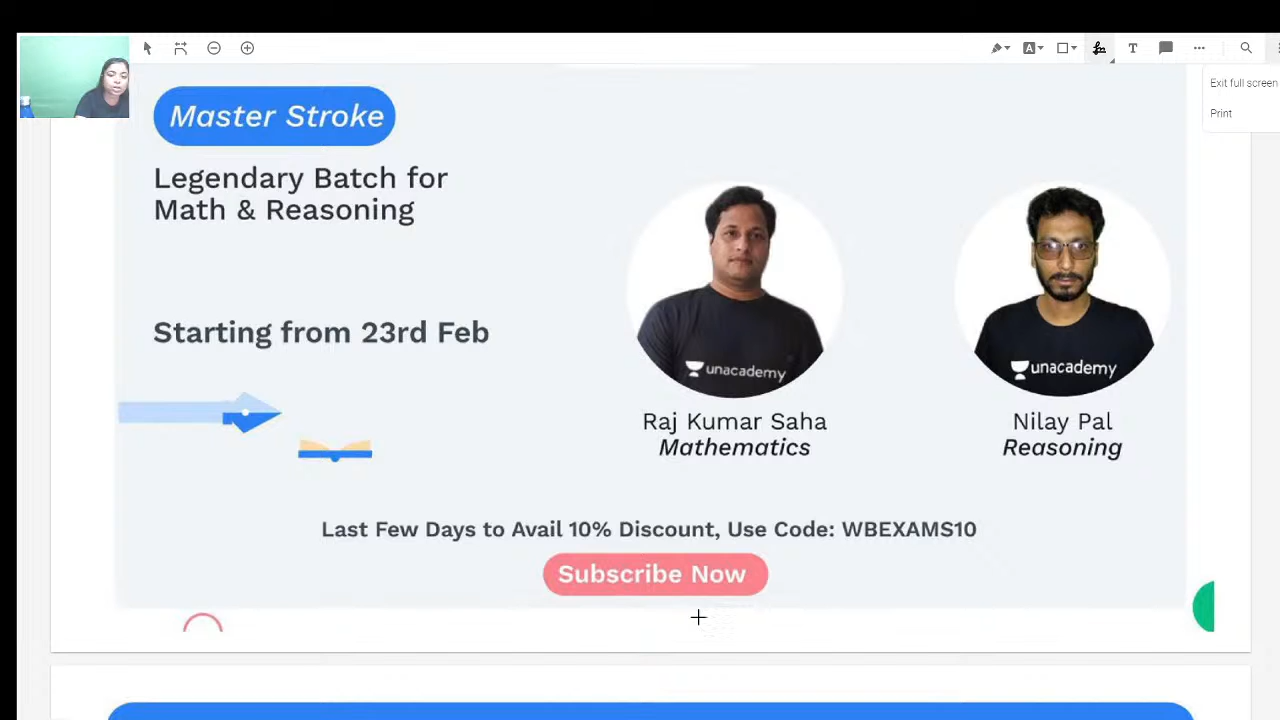 Exit full screen
Print
Master Stroke
Legendary Batch for
Math & Reasoning
Starting from 23rd Feb
unacademy
unacademy
Raj Kumar Saha
Mathematics
Nilay Pal
Reasoning
Last Few Days to Avail 10% Discount, Use Code: WBEXAMS10
Subscribe Now